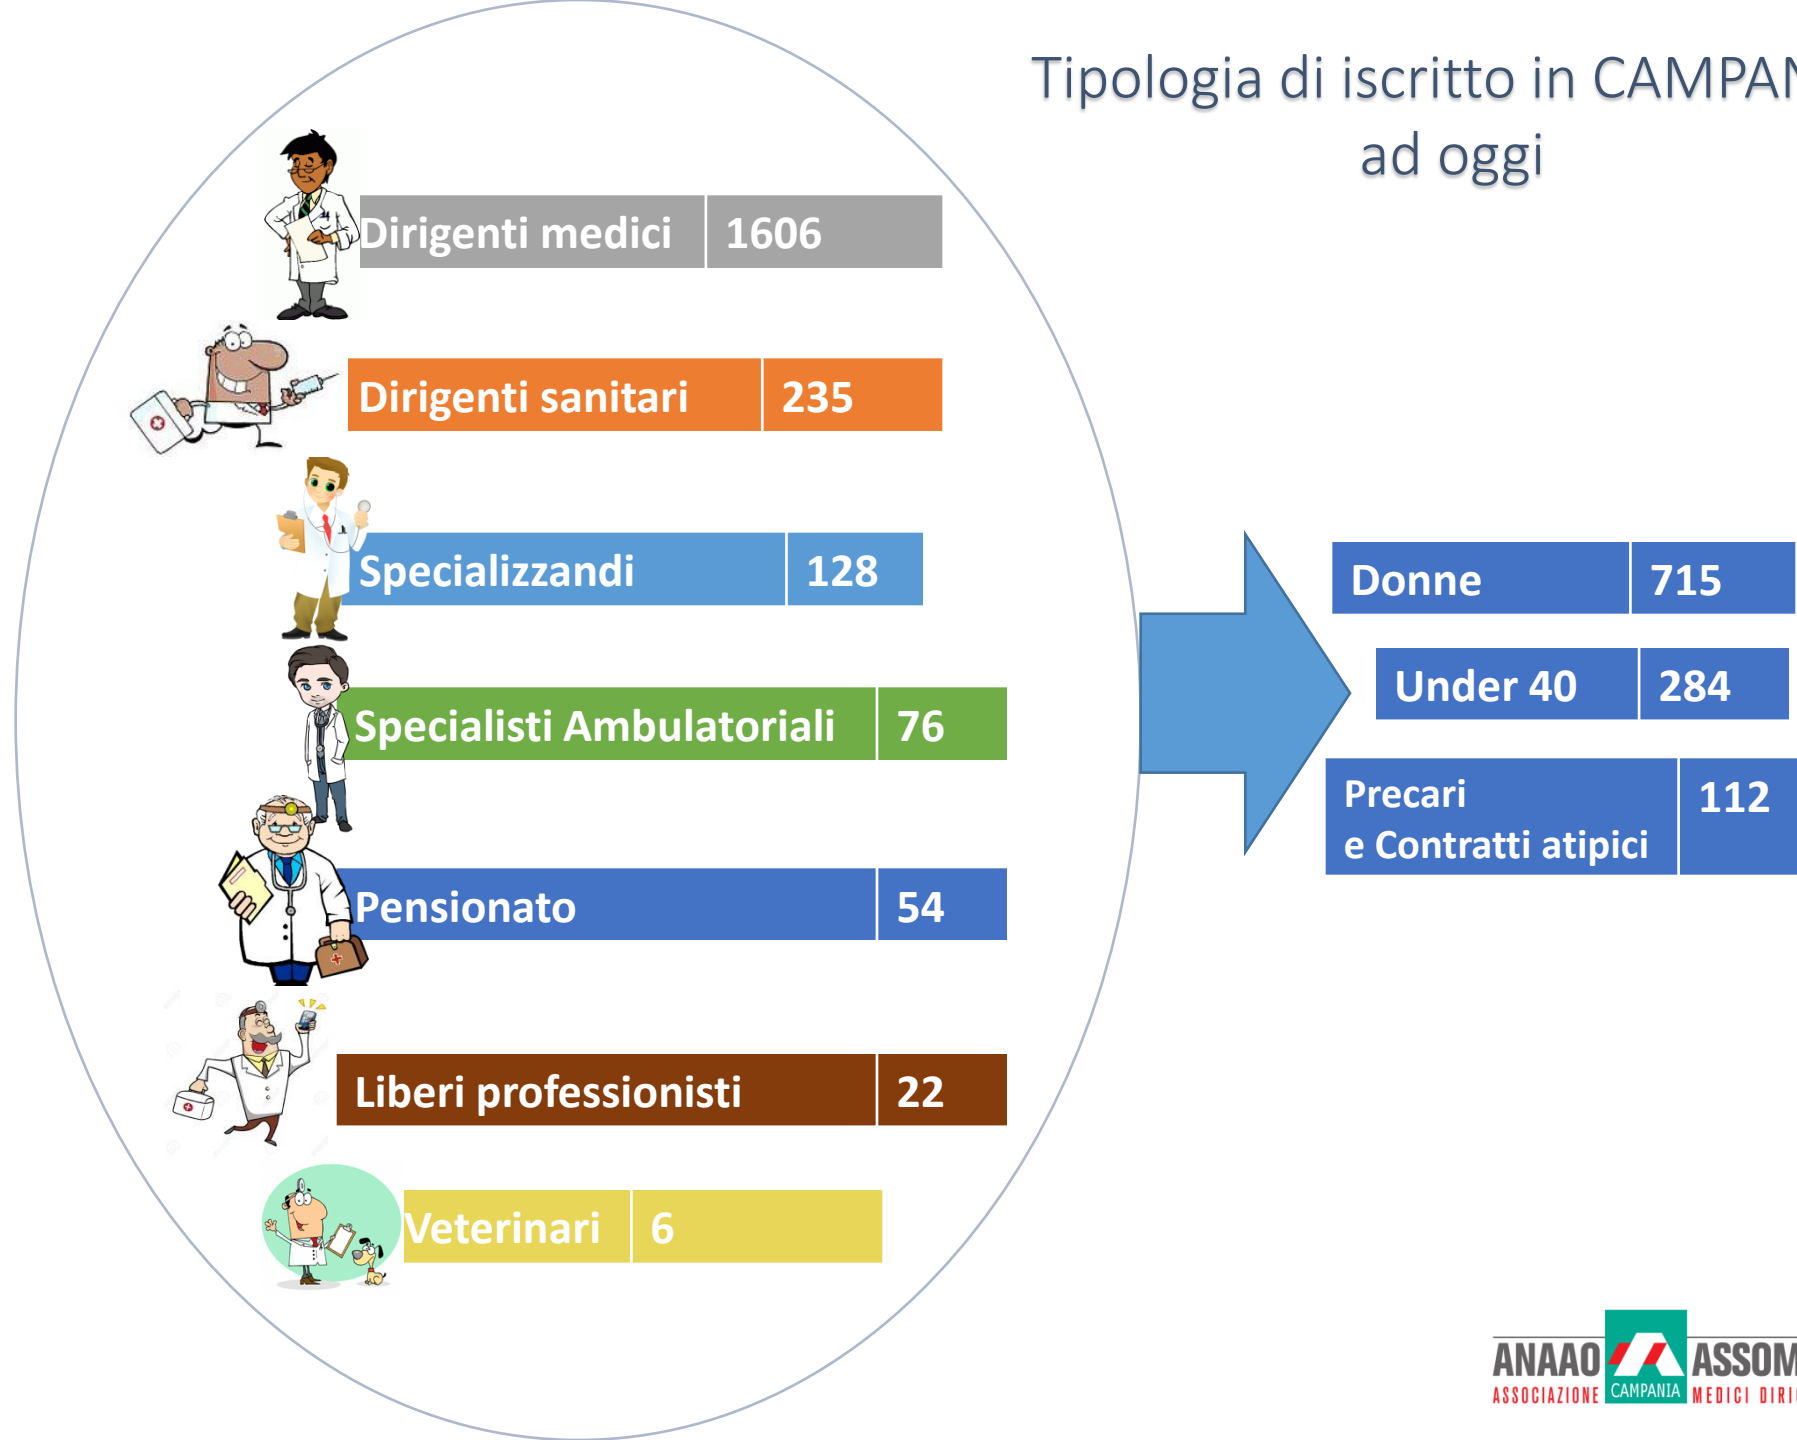 Tipologia di iscritto in CAMPAN
ad oggi
Dirigenti medici 1606
Dirigenti sanitari 235
Specializzandi 128
Specialisti Ambulatoriali 76
Pensionato 54
Liberi professionisti 22
Veterinari 6
Donne 715
Under 40 284
Precari 112
e Contratti atipici
ANAAO ASSOM
ASSOCIAZIONE CAMPANIA MEDICI DIRI